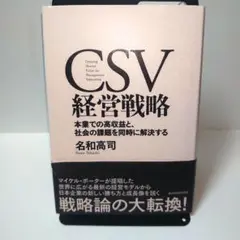 CSV
経営戦略
本業での高収益と、
社会の課題を同時に解決する
名和高司
マイケル・ポーターが提唱した
世界に広がる最新の経営モデルから
日本企業の新しい勝ち方と成長像を説く
戦略論の大転換!